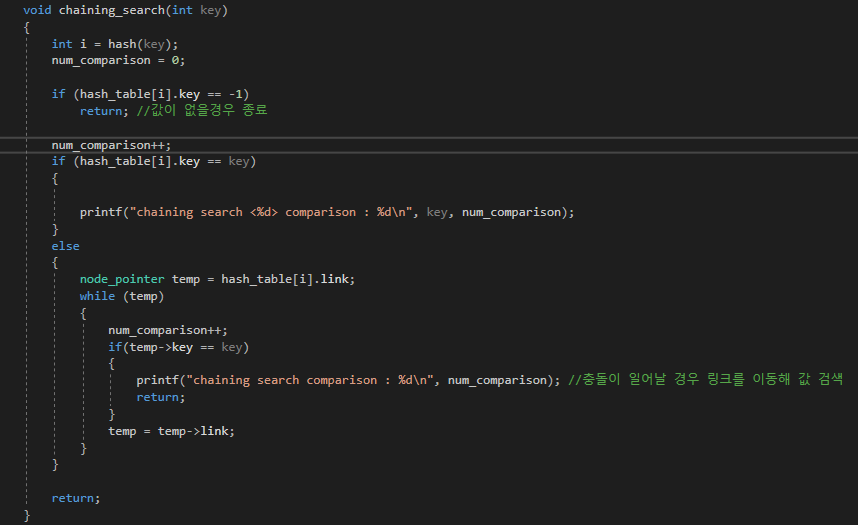 void chaining_search(int key)
{
int i = hash(key);
num_comparison = 0;
if (hash_table[i].key == -1)
return; //값이 없을경우 종료
num_comparison++;
if (hash_table[i].key == key)
{
printf("chaining search <%d> comparison : %d\n", key, num_comparison);
}
else
{
node_pointer temp = hash_table[i].link;
while (temp)
{
num_comparison++;
if(temp->key == key)
{
printf("chaining search comparison : %d\n", num_comparison); //충돌이 일어날 경우 링크를 이동해 값 검색
return;
}
temp = temp->link;
}
}
return;
}